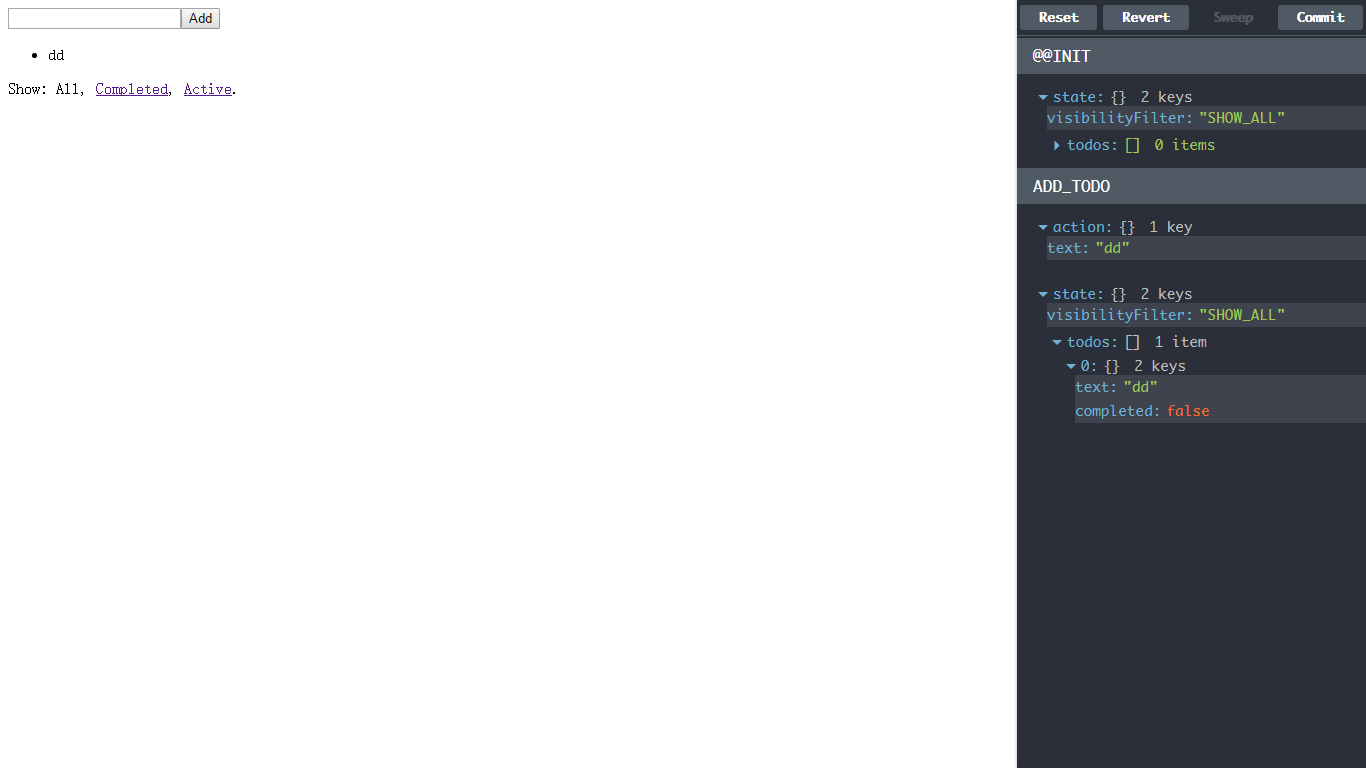 Add
• dd
Show: All, Completed, Active.
Reset Revert Sweep Commit
@@INIT
state: {} 2 keys
visibilityFilter: "SHOW_ALL"
todos: [] 0 items
ADD_TODO
action: {} 1 key
text: "dd"
state: {} 2 keys
visibilityFilter: "SHOW_ALL"
todos: [] 1 item
0: {} 2 keys
text: "dd"
completed: false